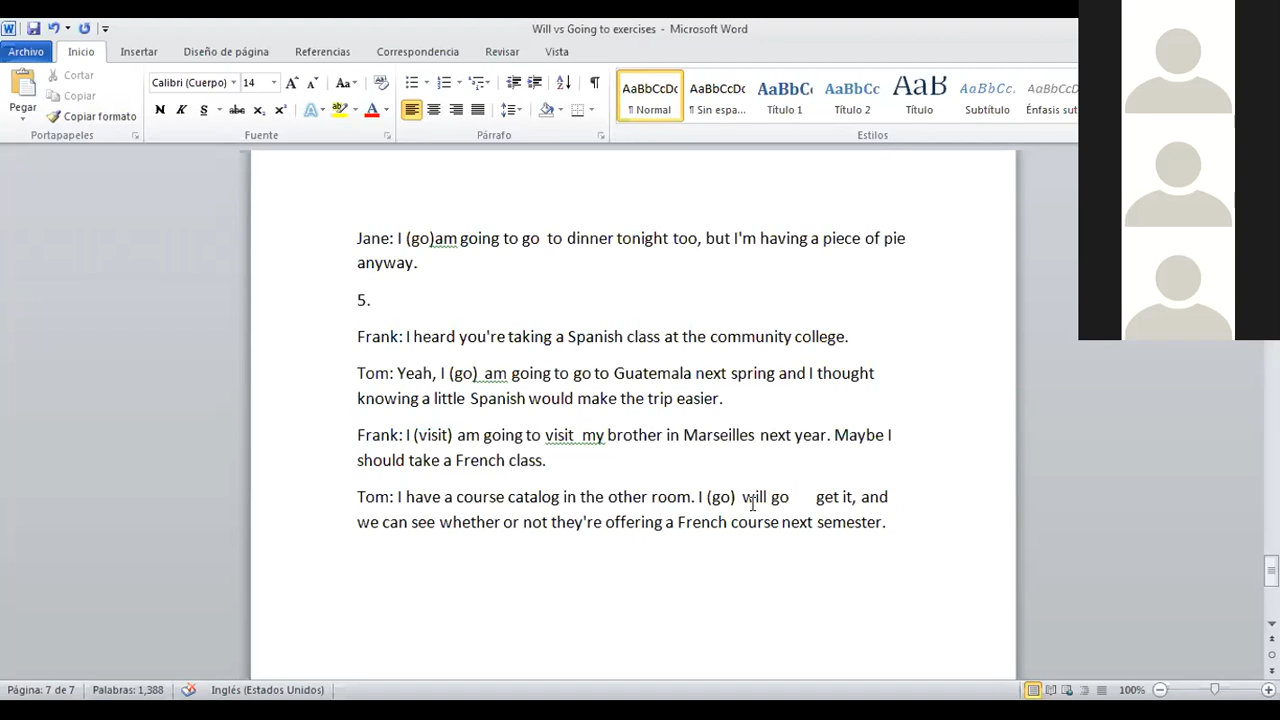 Will vs Going to exercises - Microsoft Word
Archivo Inicio Insertar Diseño de página Referencias Correspondencia Revisar Vista
Pegar
Cortar
Copiar
Copiar formato
Portapapeles
Calibri (Cuerpo) 14
N K S abc x₂ x²
Fuente
Párrafo
AaBbCcDc AaBbCcDc AaBbC AaBbCc AaB AaBbCc. AaBbCcDc
¶ Normal ¶ Sin espa... Título 1 Título 2 Título Subtítulo Énfasis sut
Estilos
Jane: I (go)am going to go to dinner tonight too, but I'm having a piece of pie
anyway.
5.
Frank: I heard you're taking a Spanish class at the community college.
Tom: Yeah, I (go) am going to go to Guatemala next spring and I thought
knowing a little Spanish would make the trip easier.
Frank: I (visit) am going to visit my brother in Marseilles next year. Maybe I
should take a French class.
Tom: I have a course catalog in the other room. I (go) will go get it, and
we can see whether or not they're offering a French course next semester.
Página: 7 de 7 Palabras: 1,388 Inglés (Estados Unidos) 100%